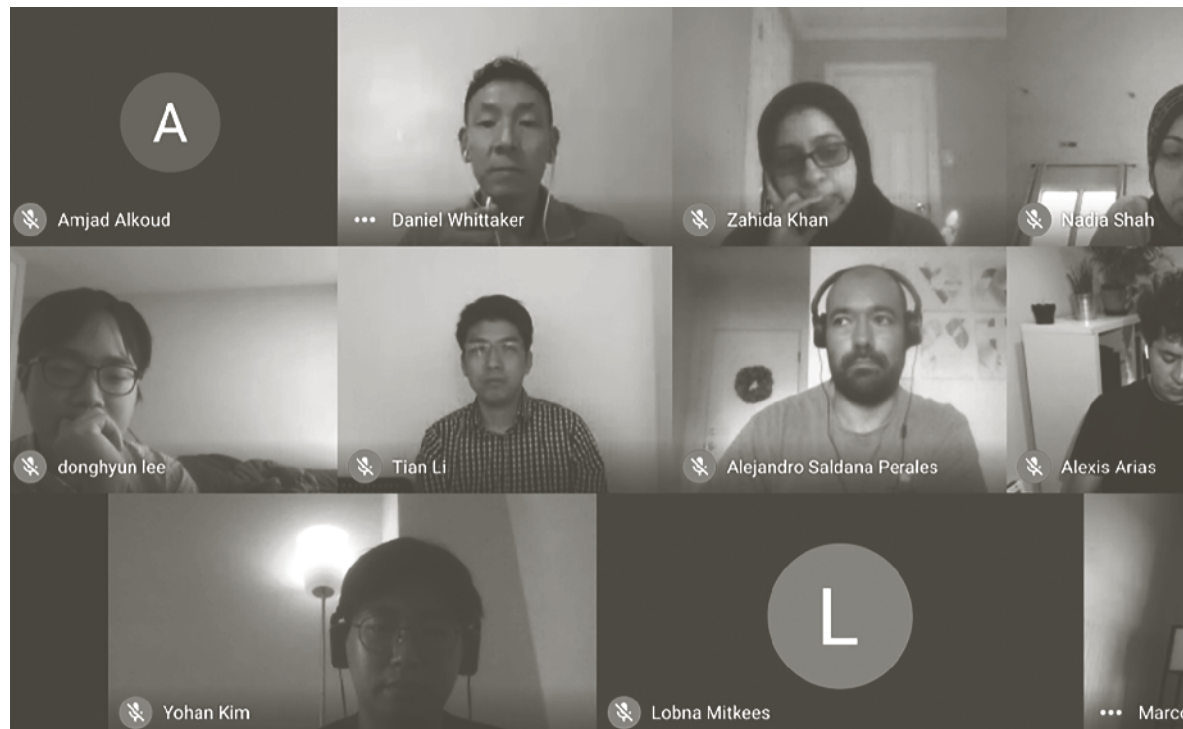 A
Amjad Alkoud
Daniel Whittaker
Zahida Khan
Nadia Shah
donghyun lee
Tian Li
Alejandro Saldana Perales
Alexis Arias
Yohan Kim
L
Lobna Mitkees